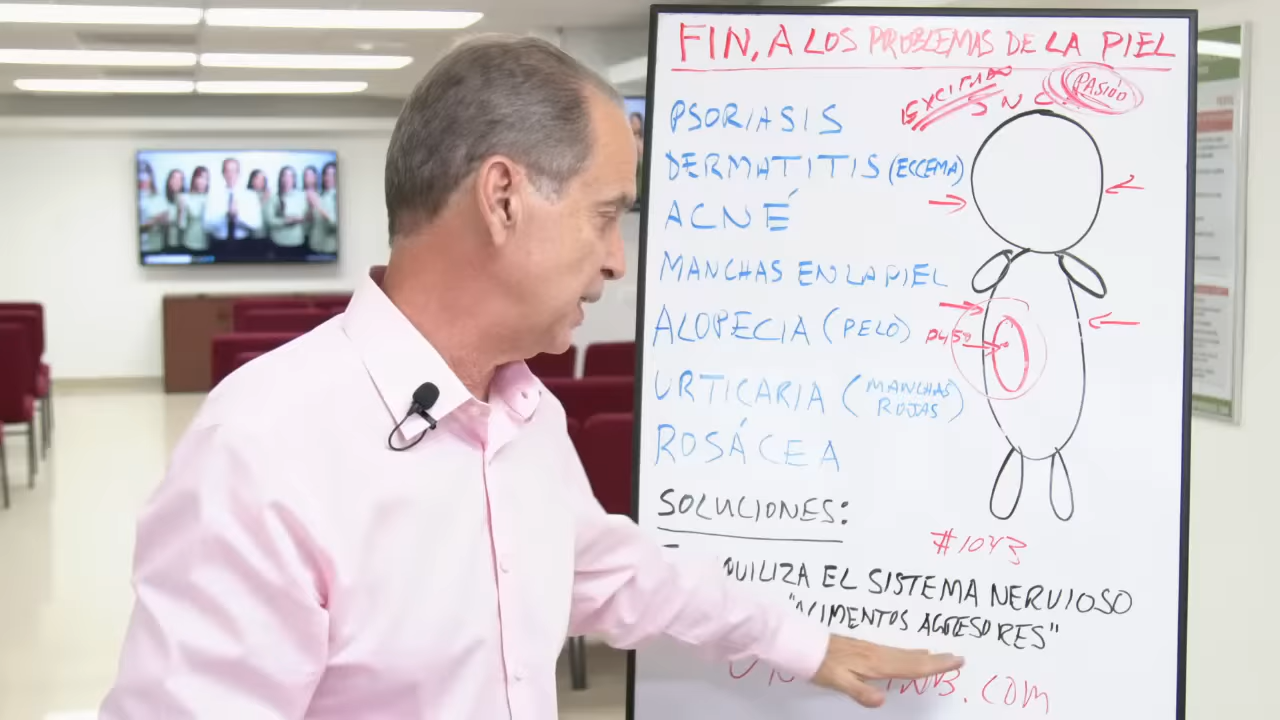 FIN, A LOS PROBLEMAS DE LA PIEL
EXCITADO
S N C.
PASIVO
PSORIASIS
DERMATITIS (ECCEMA)
ACNÉ
MANCHAS EN LA PIEL
ALOPECIA (PELO)
URTICARIA (MANCHAS ROJAS)
ROSÁCEA
SOLUCIONES:
#1043
QUILIZA EL SISTEMA NERVIOSO
"ALIMENTOS AGRESORES"
.COM